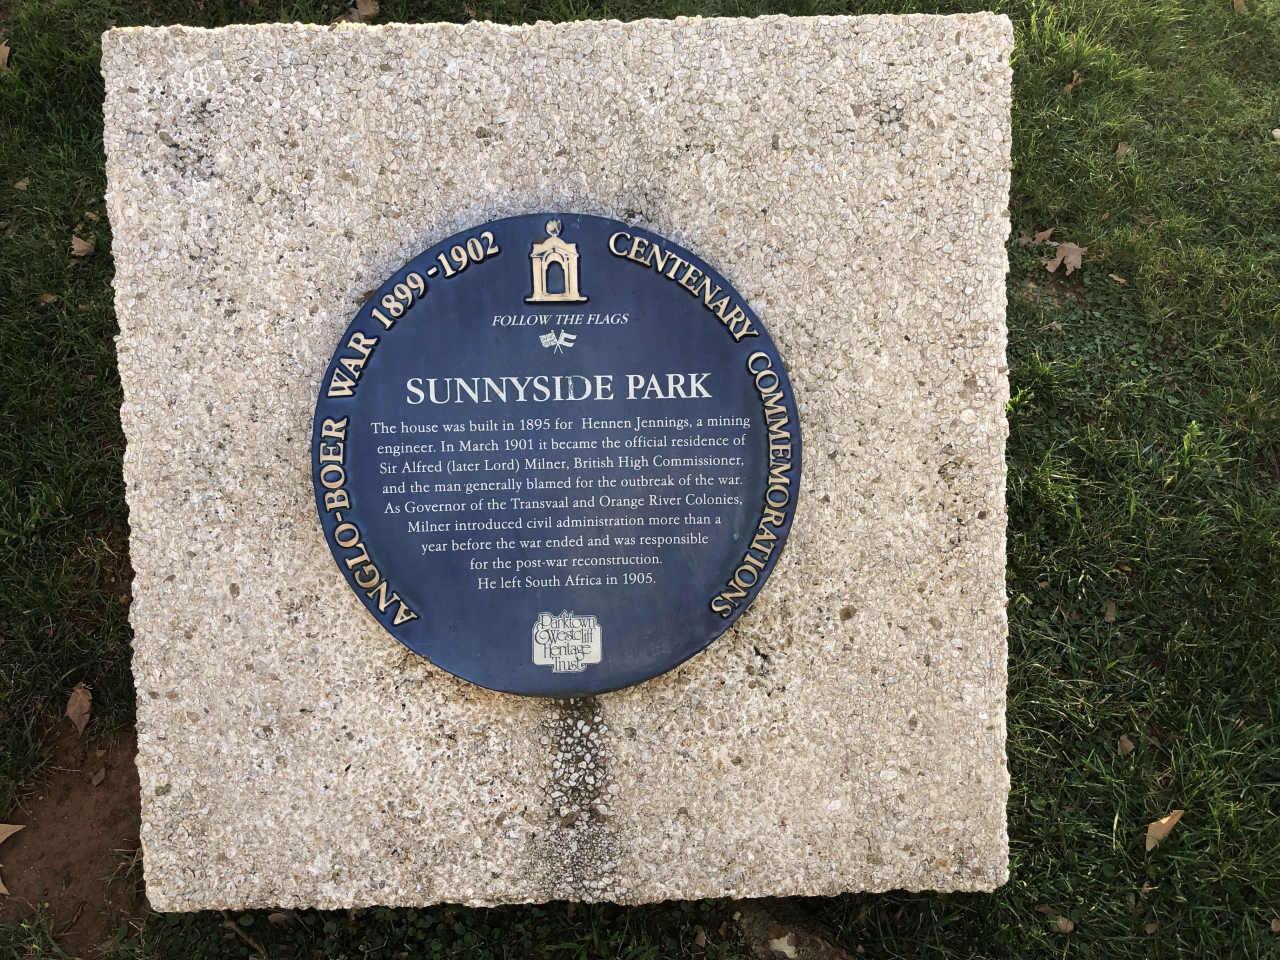 ANGLO-BOER WAR 1899-1902 CENTENARY COMMEMORATIONS
FOLLOW THE FLAGS
SUNNYSIDE PARK
The house was built in 1895 for Hennen Jennings, a mining
engineer. In March 1901 it became the official residence of
Sir Alfred (later Lord) Milner, British High Commissioner,
and the man generally blamed for the outbreak of the war.
As Governor of the Transvaal and Orange River Colonies,
Milner introduced civil administration more than a
year before the war ended and was responsible
for the post-war reconstruction.
He left South Africa in 1905.
Parktown
& Westcliff
Heritage
Trust